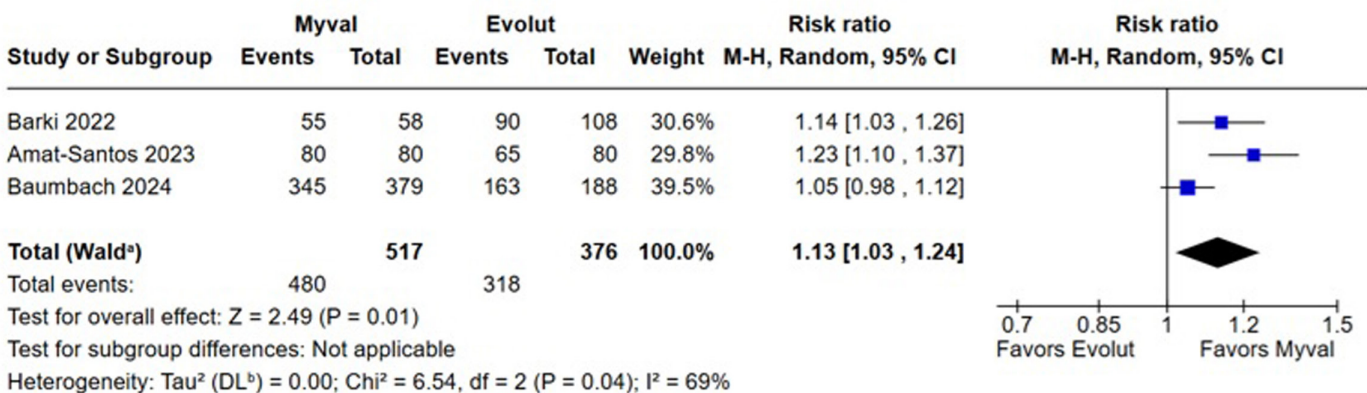 Myval Evolut Risk ratio Risk ratio
Study or Subgroup Events Total Events Total Weight M-H, Random, 95% CI M-H, Random, 95% CI
Barki 2022 55 58 90 108 30.6% 1.14 [1.03 , 1.26]
Amat-Santos 2023 80 80 65 80 29.8% 1.23 [1.10 , 1.37]
Baumbach 2024 345 379 163 188 39.5% 1.05 [0.98 , 1.12]
Total (Waldᵃ) 517 376 100.0% 1.13 [1.03 , 1.24]
Total events: 480 318
Test for overall effect: Z = 2.49 (P = 0.01)
Test for subgroup differences: Not applicable
Heterogeneity: Tau² (DLᵇ) = 0.00; Chi² = 6.54, df = 2 (P = 0.04); I² = 69%
0.7 0.85 1 1.2 1.5
Favors Evolut Favors Myval